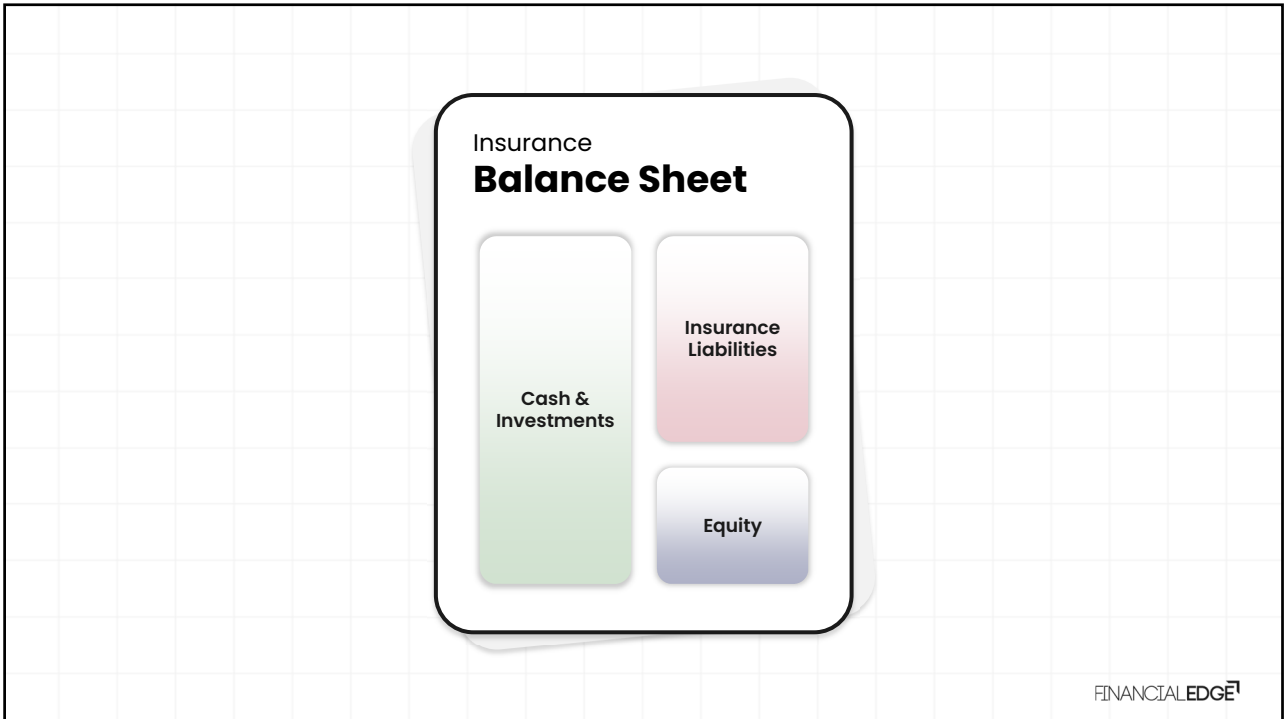 Insurance
Balance Sheet
Cash &
Investments
Insurance
Liabilities
Equity
FINANCIALEDGE